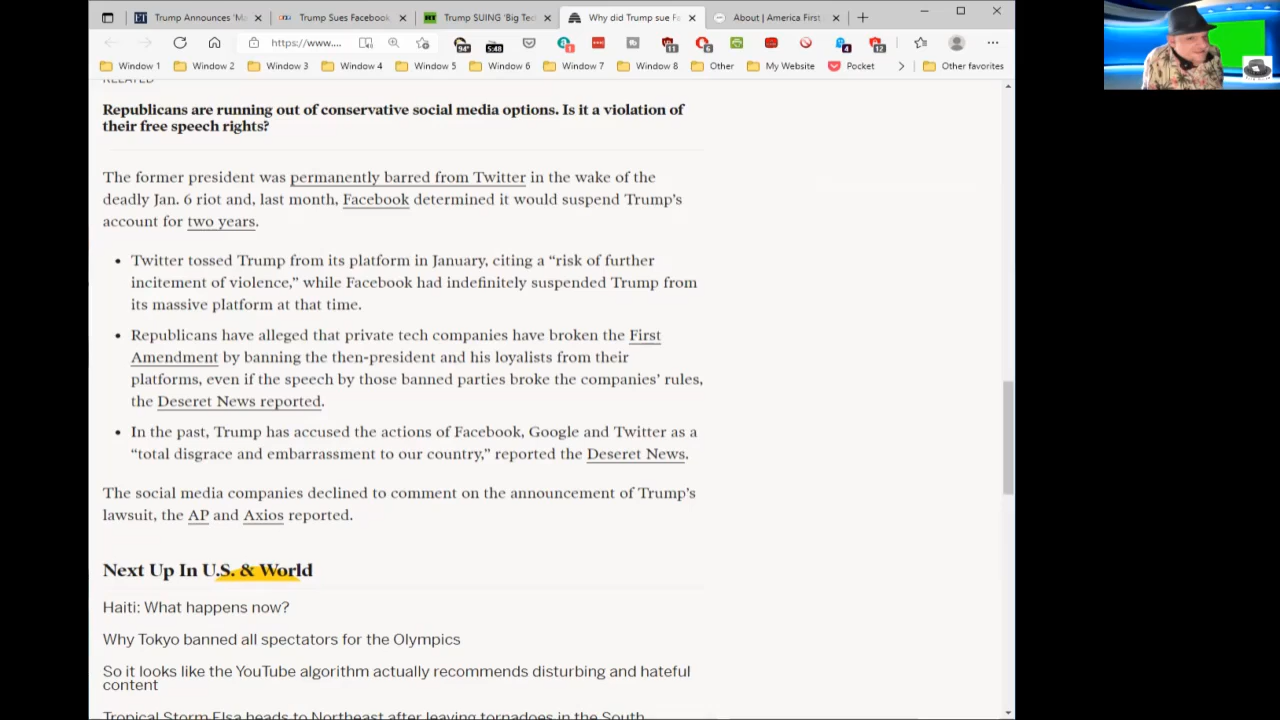 Trump Announces 'Ma
Trump Sues Facebook
Trump SUING 'Big Tec
Why did Trump sue Fa
About | America First
https://www....
94°
5:48
1
11
6
4
12
Window 1
Window 2
Window 3
Window 4
Window 5
Window 6
Window 7
Window 8
Other
My Website
Pocket
Other favorites
RELATED
Republicans are running out of conservative social media options. Is it a violation of
their free speech rights?
The former president was permanently barred from Twitter in the wake of the
deadly Jan. 6 riot and, last month, Facebook determined it would suspend Trump's
account for two years.
• Twitter tossed Trump from its platform in January, citing a “risk of further
incitement of violence,” while Facebook had indefinitely suspended Trump from
its massive platform at that time.
• Republicans have alleged that private tech companies have broken the First
Amendment by banning the then-president and his loyalists from their
platforms, even if the speech by those banned parties broke the companies' rules,
the Deseret News reported.
• In the past, Trump has accused the actions of Facebook, Google and Twitter as a
“total disgrace and embarrassment to our country,” reported the Deseret News.
The social media companies declined to comment on the announcement of Trump's
lawsuit, the AP and Axios reported.
Next Up In U.S. & World
Haiti: What happens now?
Why Tokyo banned all spectators for the Olympics
So it looks like the YouTube algorithm actually recommends disturbing and hateful
content
Tropical Storm Elsa heads to Northeast after leaving tornadoes in the South